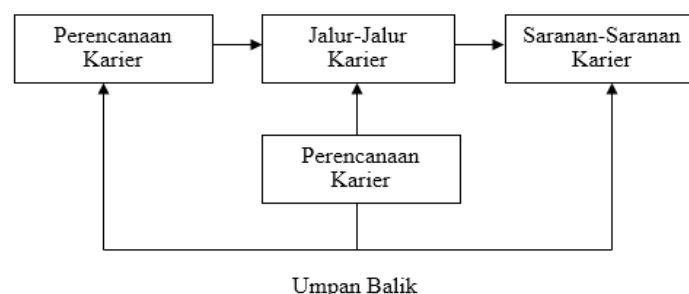 Perencanaan
Karier
Jalur-Jalur
Karier
Saranan-Saranan
Karier
Perencanaan
Karier
Umpan Balik